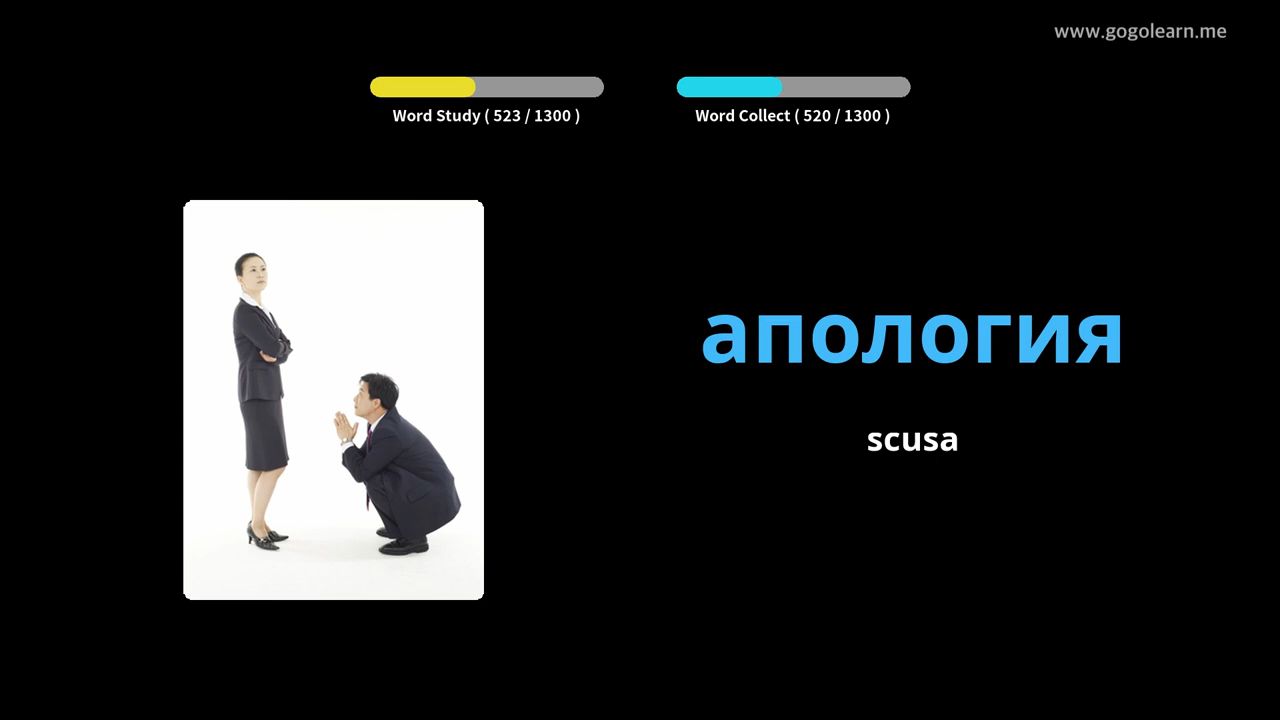 www.gogolearn.me
Word Study ( 523 / 1300 )
Word Collect ( 520 / 1300 )
апология
scusa